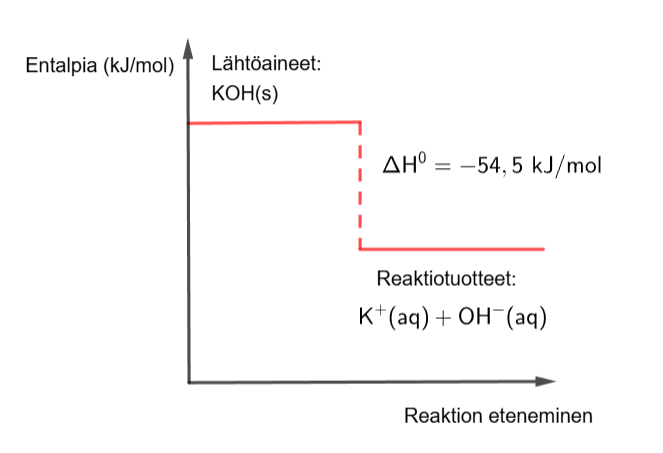 Entalpia (kJ/mol)
Lähtöaineet:
KOH(s)
ΔH⁰ = −54, 5 kJ/mol
Reaktiotuotteet:
K⁺(aq) + OH⁻(aq)
Reaktion eteneminen